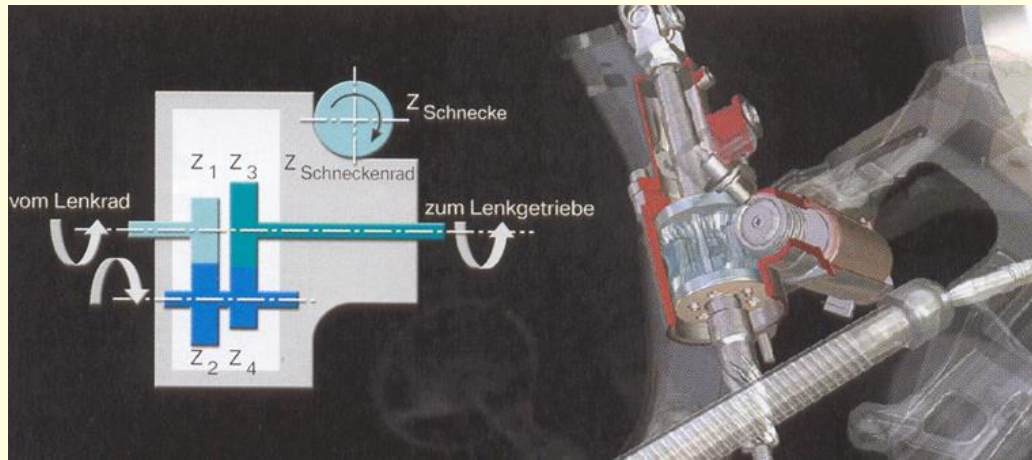 Z Schnecke
Z 1 Z 3 Z Schneckenrad
vom Lenkrad
zum Lenkgetriebe
Z 2 Z 4